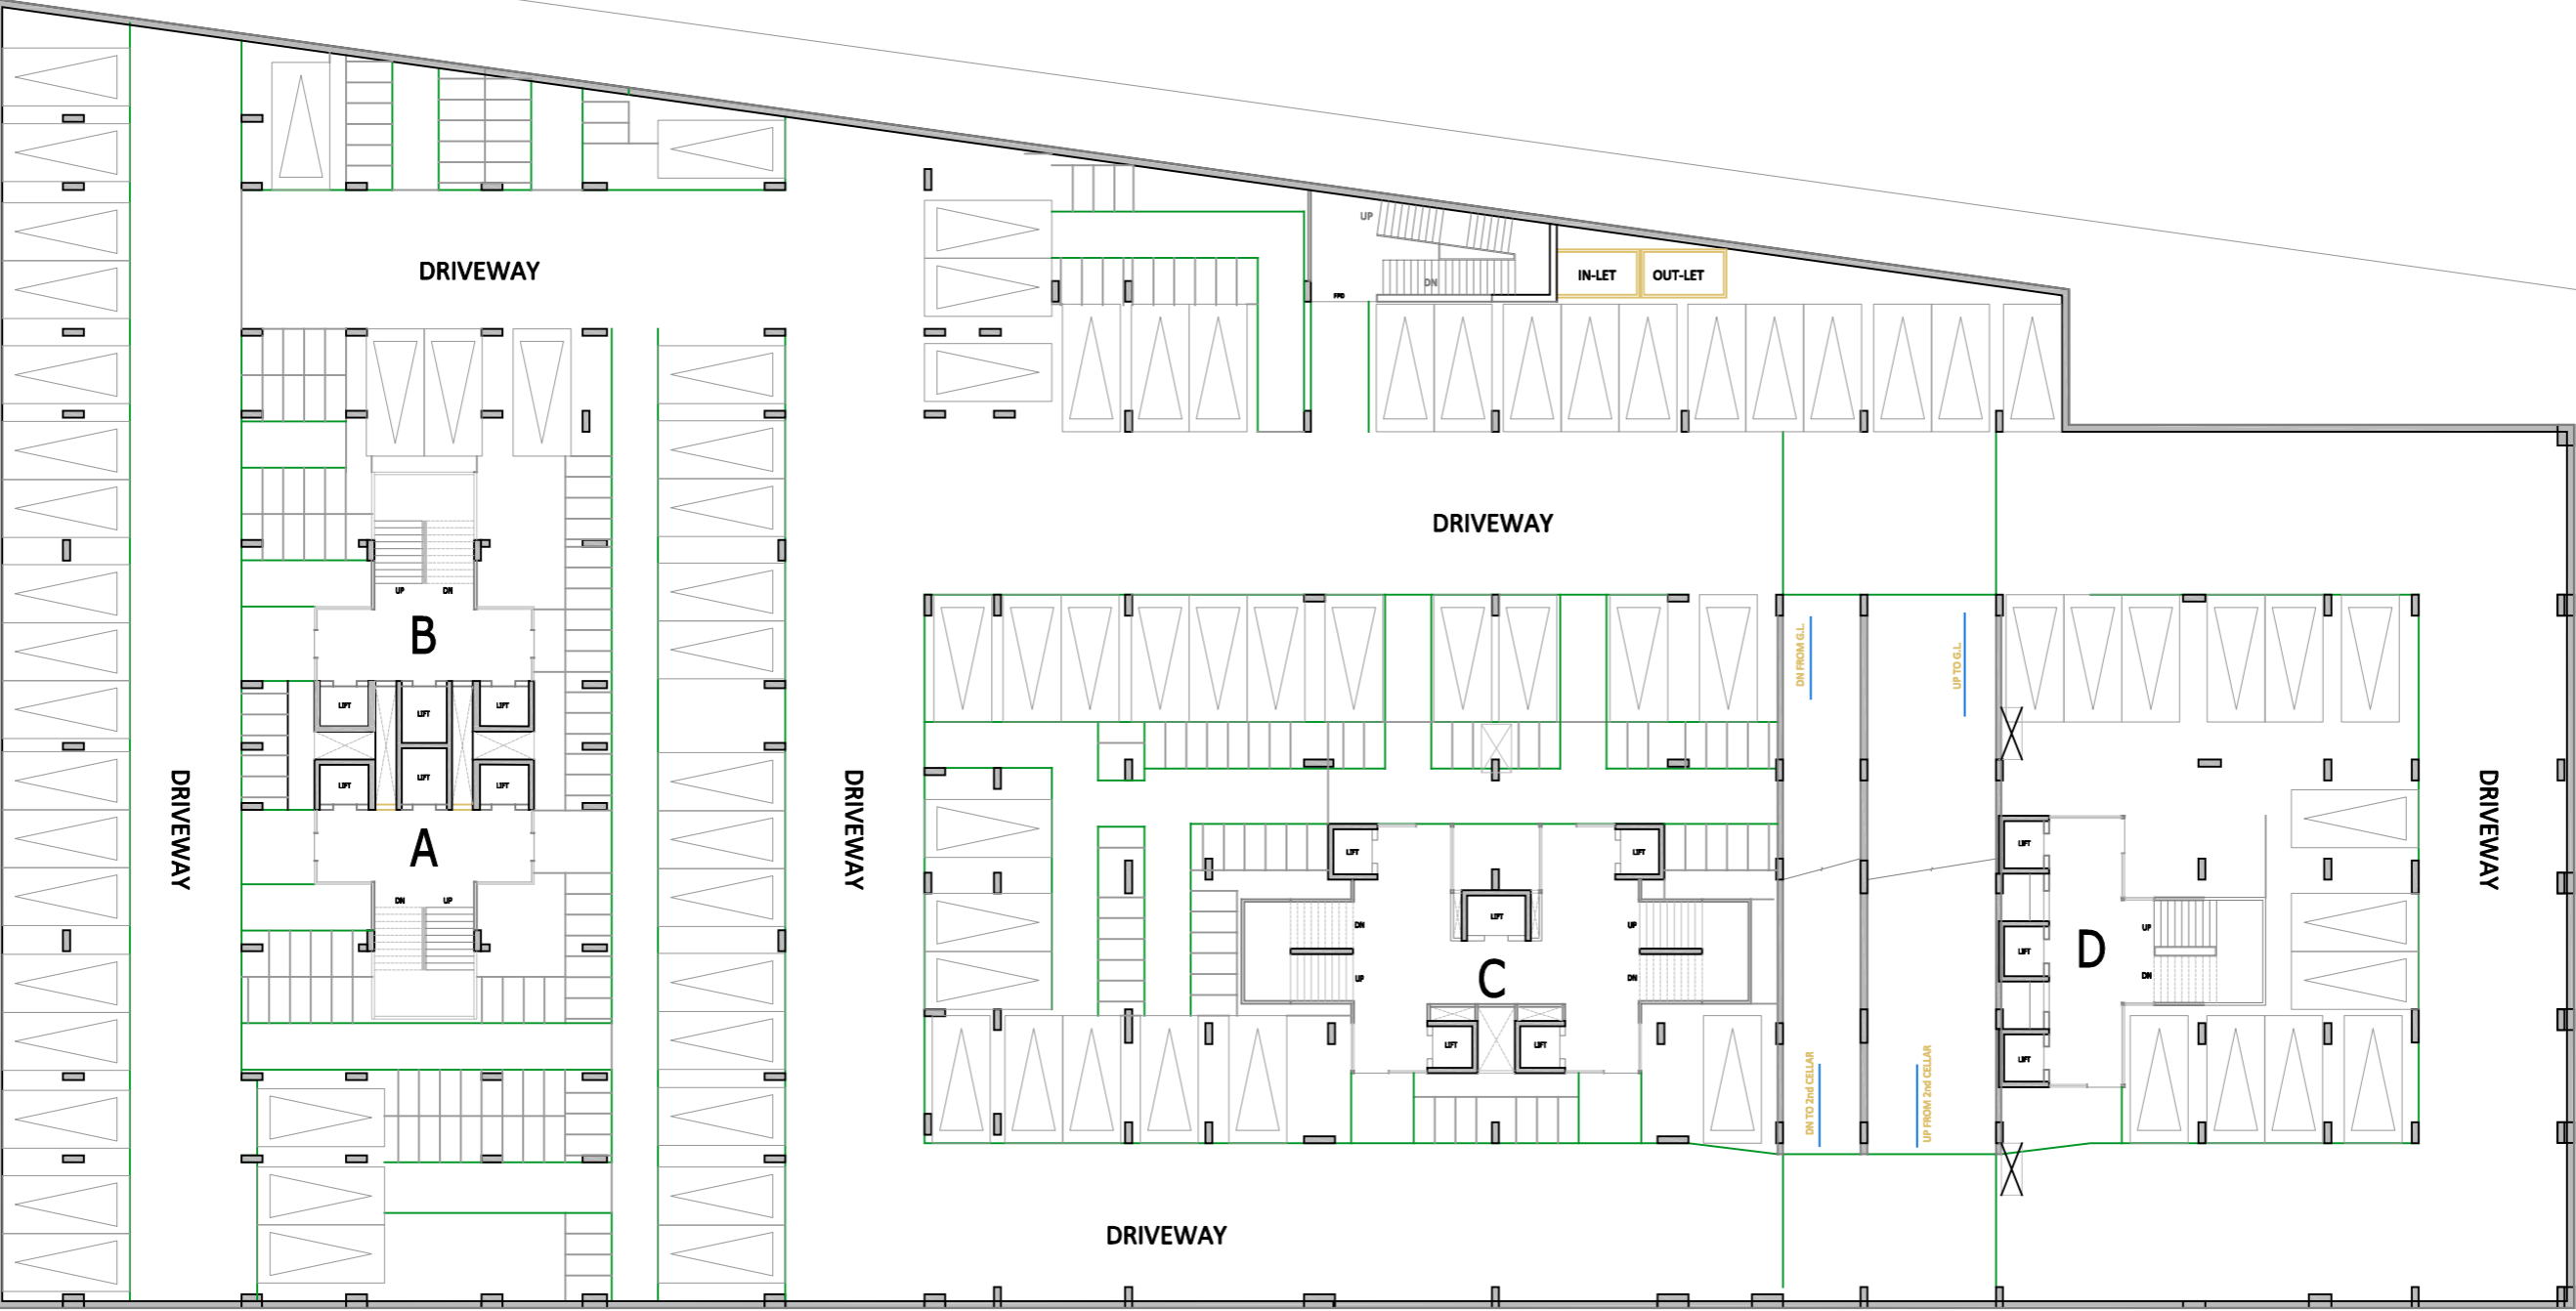 UP
DRIVEWAY
IN-LET
OUT-LET
DN
FPD
DRIVEWAY
UP
DN
B
DN FROM G.L.
UP TO G.L.
LIFT
LIFT
LIFT
LIFT
LIFT
LIFT
DRIVEWAY
DRIVEWAY
DRIVEWAY
A
LIFT
LIFT
LIFT
DN
UP
LIFT
DN
UP
UP
D
LIFT
UP
DN
C
DN
LIFT
LIFT
LIFT
DN TO 2nd CELLAR
UP FROM 2nd CELLAR
DRIVEWAY